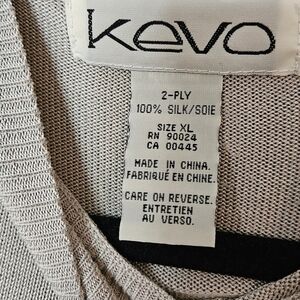 Kevo
2-PLY
100% SILK/SOIE
SIZE XL
RN 90024
CA 00445
MADE IN CHINA.
FABRIQUÉ EN CHINE.
CARE ON REVERSE.
ENTRETIEN
AU VERSO.